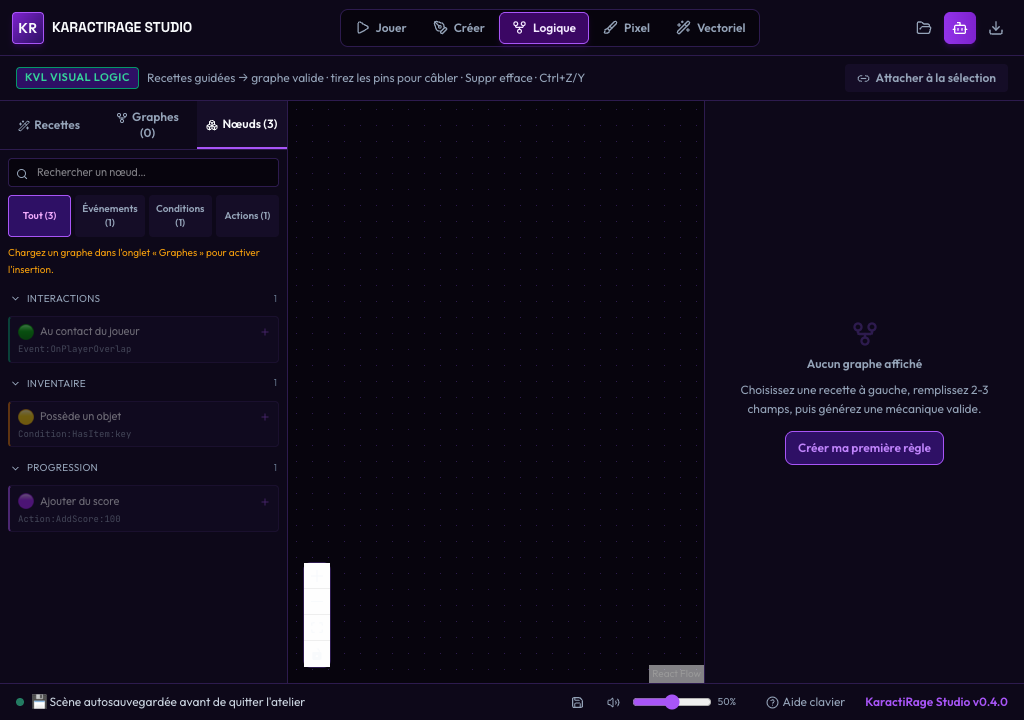 KR KARACTIRAGE STUDIO
Jouer Créer Logique Pixel Vectoriel
KVL VISUAL LOGIC Recettes guidées → graphe valide · tirez les pins pour câbler · Suppr efface · Ctrl+Z/Y
Attacher à la sélection
Recettes
Graphes
(0)
Nœuds (3)
Rechercher un nœud...
Tout (3)
Événements
(1)
Conditions
(1)
Actions (1)
Chargez un graphe dans l'onglet « Graphes » pour activer
l'insertion.
INTERACTIONS 1
Au contact du joueur +
Event:OnPlayerOverlap
INVENTAIRE 1
Possède un objet +
Condition:HasItem:key
PROGRESSION 1
Ajouter du score +
Action:AddScore:100
React Flow
Aucun graphe affiché
Choisissez une recette à gauche, remplissez 2-3
champs, puis générez une mécanique valide.
Créer ma première règle
Scène autosauvegardée avant de quitter l'atelier
50%
Aide clavier
KaractiRage Studio v0.4.0